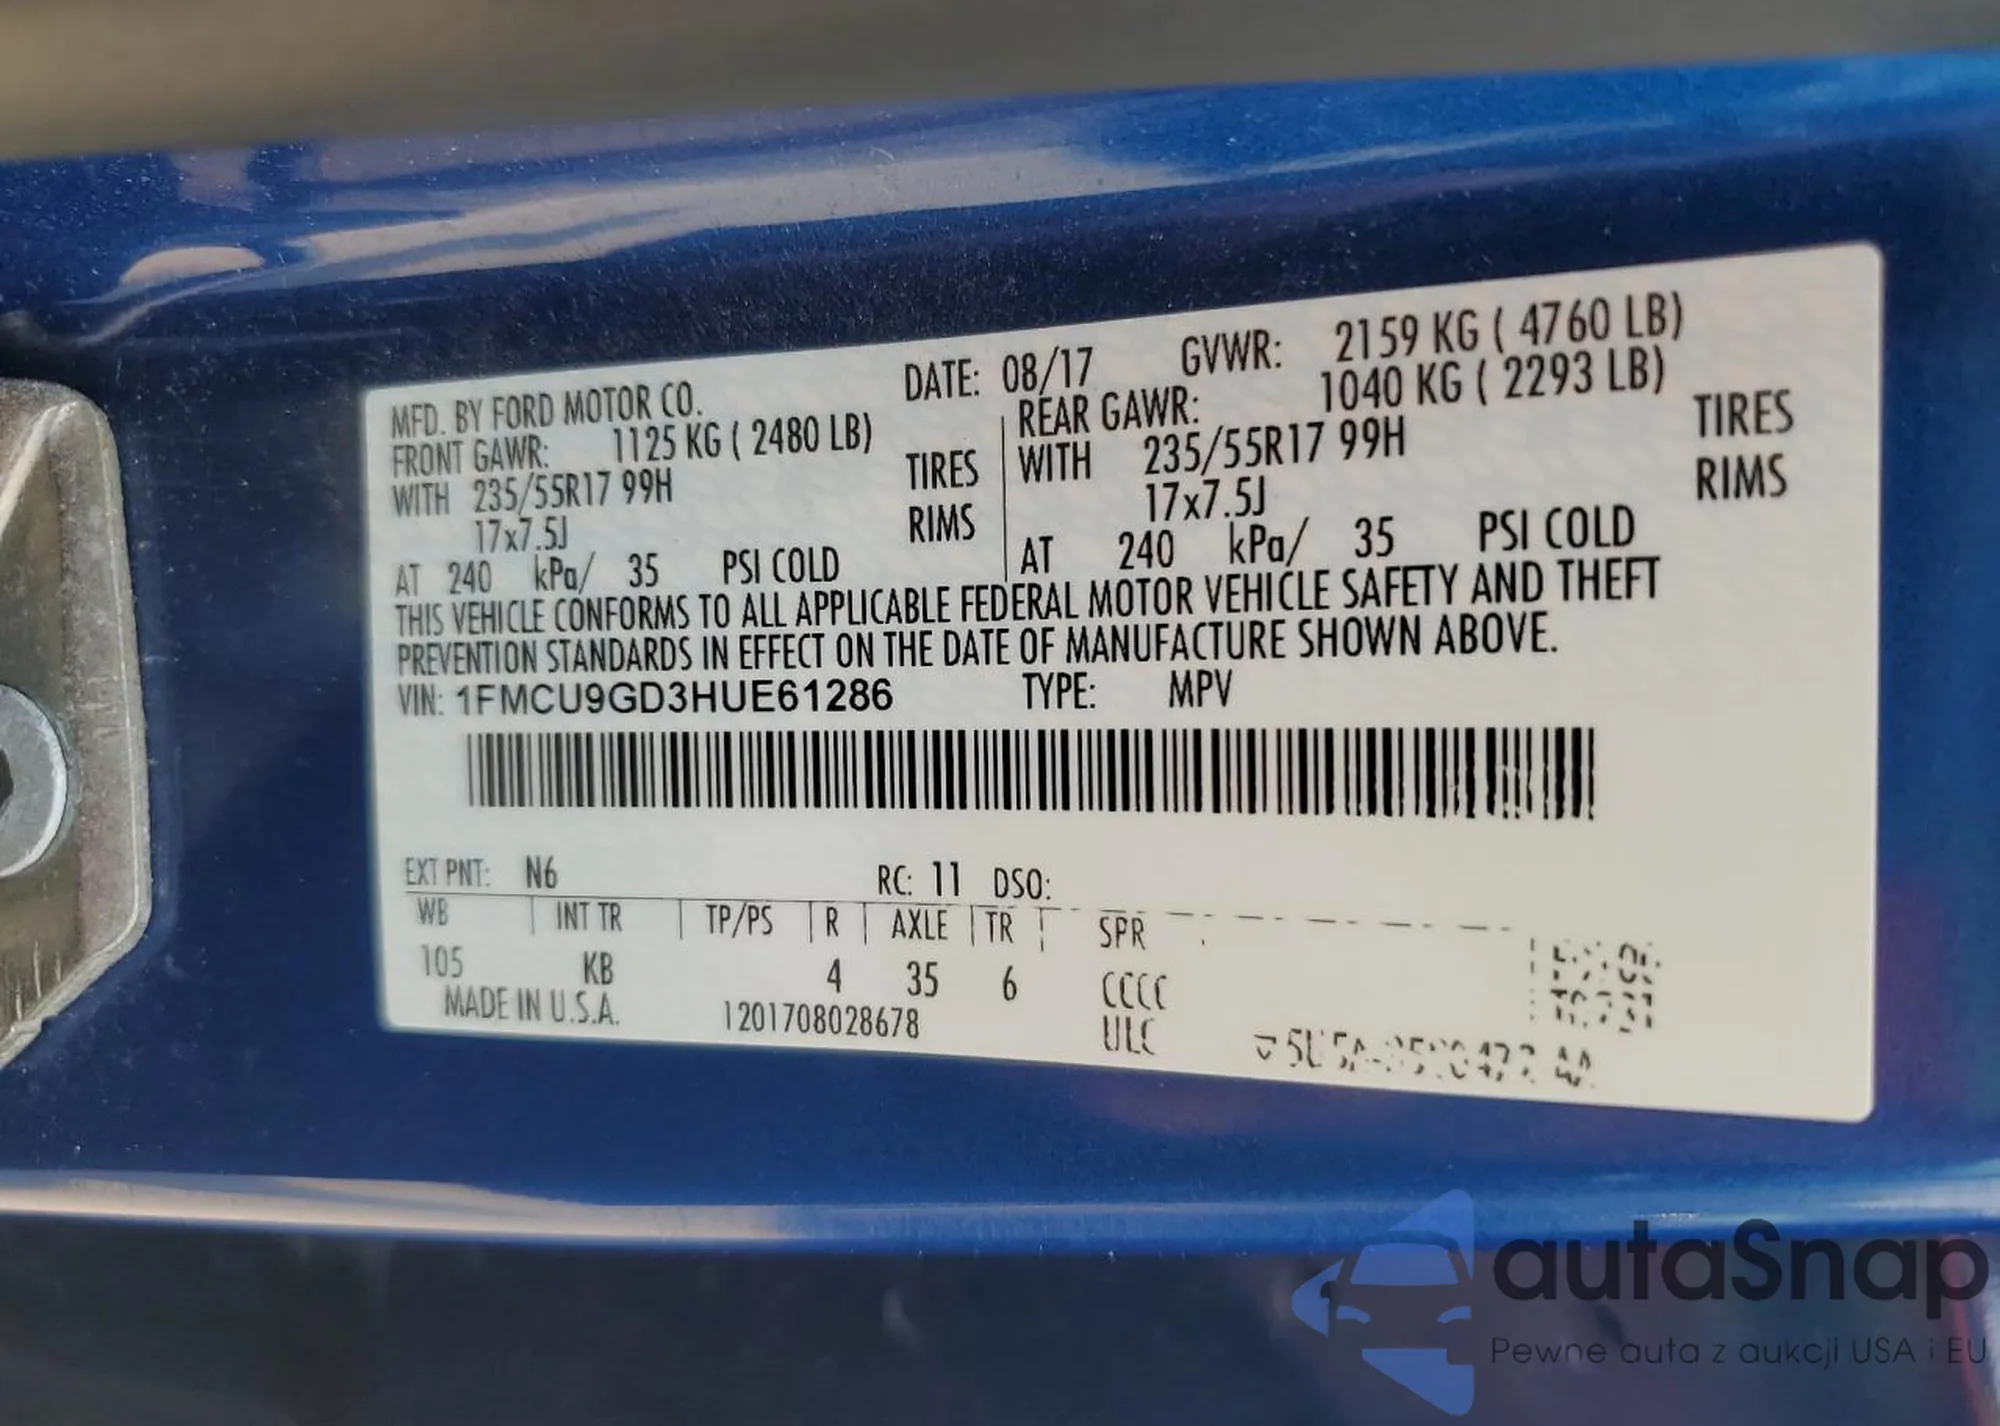 MFD. BY FORD MOTOR CO. DATE: 08/17 GVWR: 2159 KG ( 4760 LB)
FRONT GAWR: 1125 KG ( 2480 LB) REAR GAWR: 1040 KG ( 2293 LB)
WITH 235/55R17 99H TIRES WITH 235/55R17 99H TIRES
17x7.5J RIMS 17x7.5J RIMS
AT 240 kPa/ 35 PSI COLD AT 240 kPa/ 35 PSI COLD
THIS VEHICLE CONFORMS TO ALL APPLICABLE FEDERAL MOTOR VEHICLE SAFETY AND THEFT
PREVENTION STANDARDS IN EFFECT ON THE DATE OF MANUFACTURE SHOWN ABOVE.
VIN: 1FMCU9GD3HUE61286 TYPE: MPV
EXT PNT: N6 RC: 11 DSO:
WB INT TR TP/PS R AXLE TR SPR
105 KB 4 35 6 CCCC
MADE IN U.S.A. 1201708028678 ULC
autaSnap
Pewne auta z aukcji USA i EU